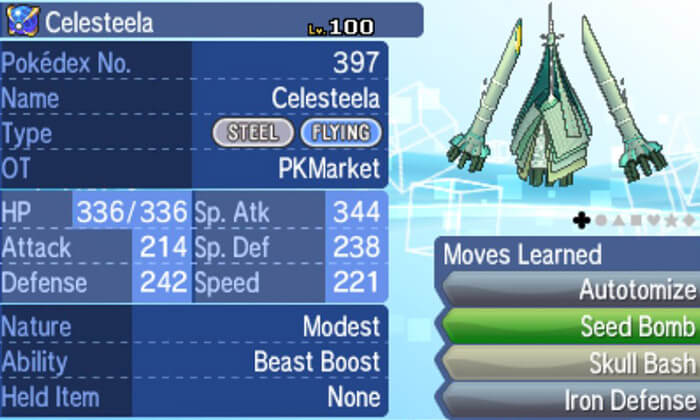 Celesteela Lv.100
Pokédex No. 397
Name Celesteela
Type STEEL FLYING
OT PKMarket
HP 336/336 Sp. Atk 344
Attack 214 Sp. Def 238
Defense 242 Speed 221
Nature Modest
Ability Beast Boost
Held Item None
Moves Learned
Autotomize
Seed Bomb
Skull Bash
Iron Defense